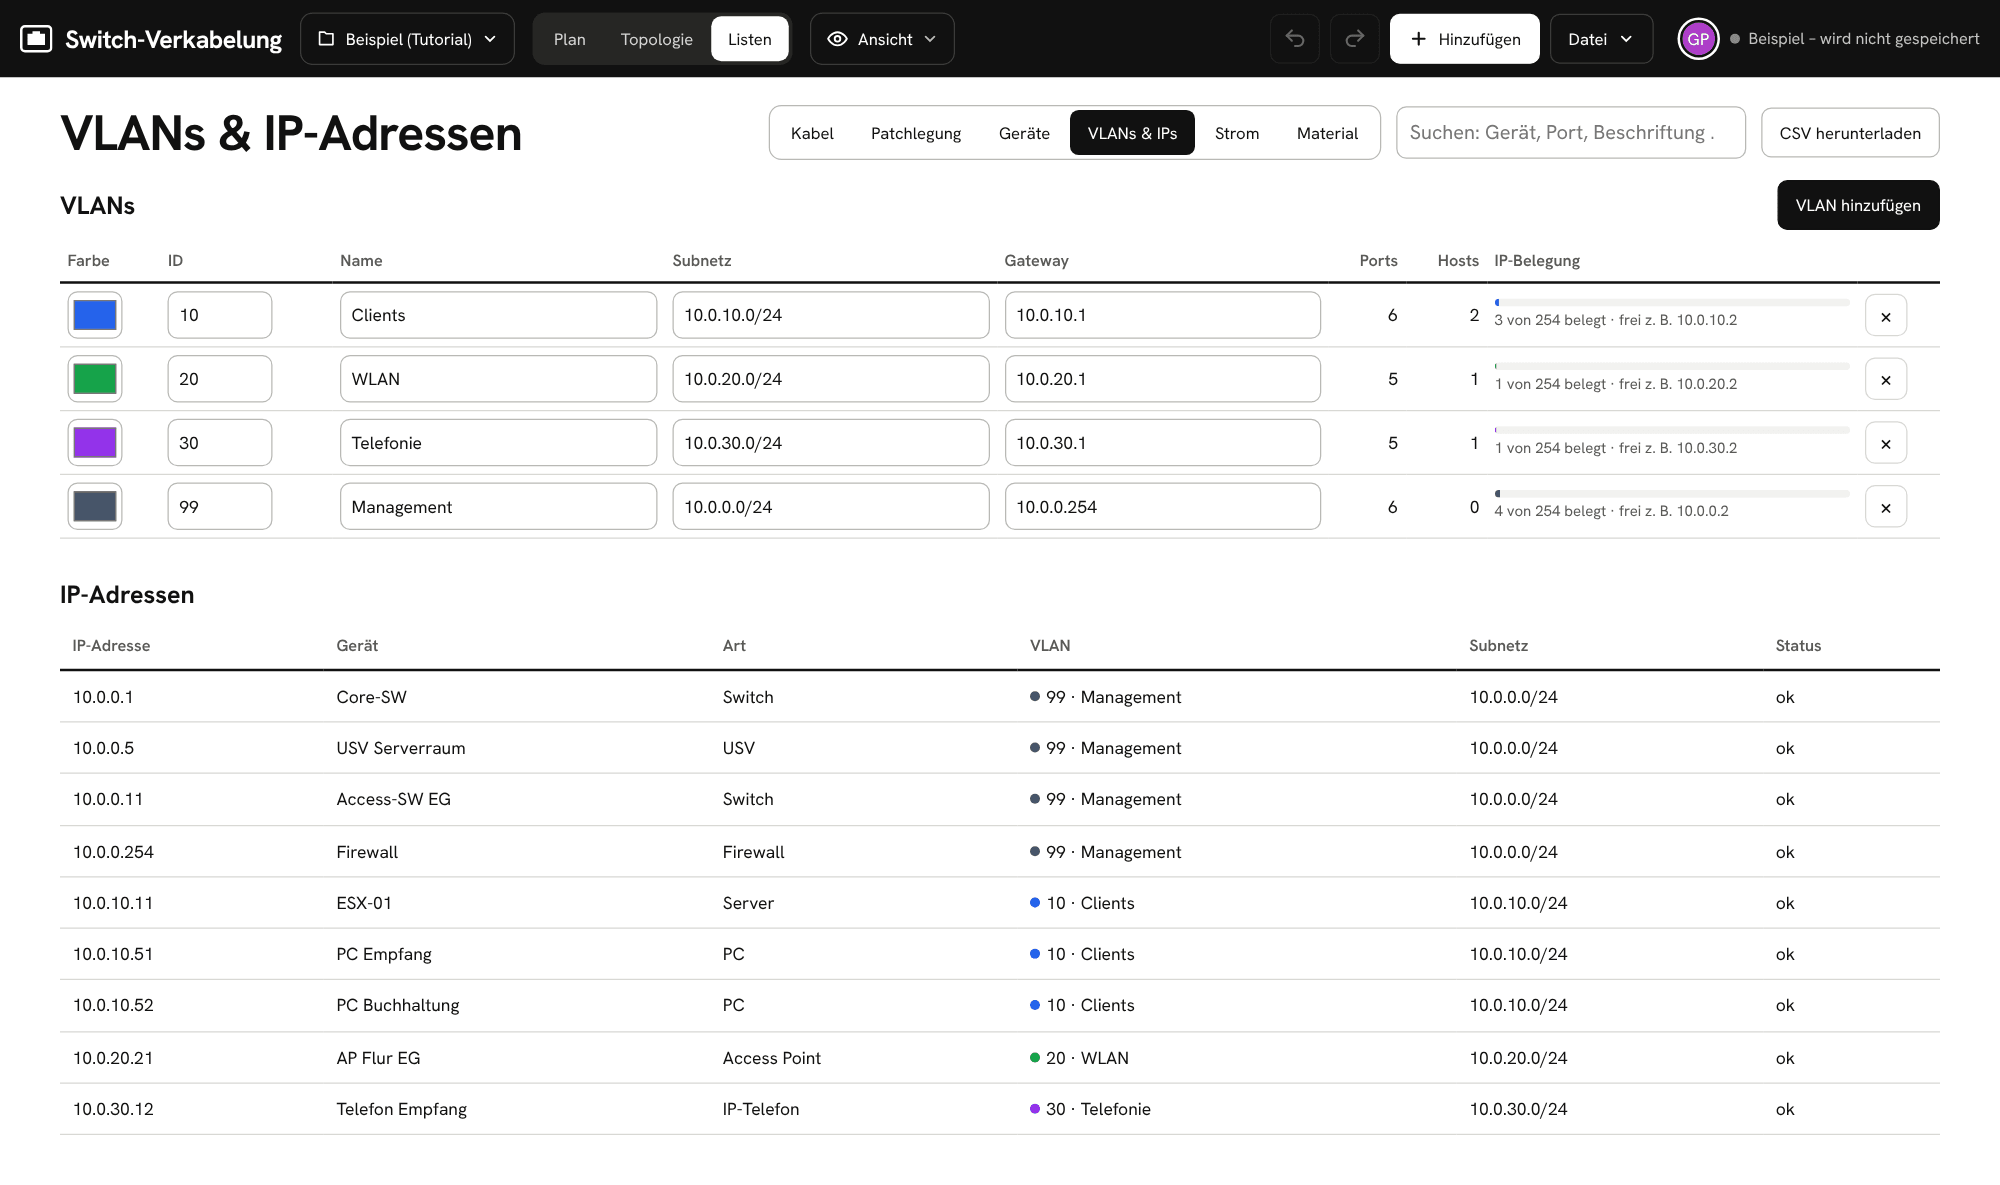 Switch-Verkabelung Beispiel (Tutorial) Plan Topologie Listen Ansicht Hinzufügen Datei GP Beispiel – wird nicht gespeichert
VLANs & IP-Adressen Kabel Patchlegung Geräte VLANs & IPs Strom Material Suchen: Gerät, Port, Beschriftung . CSV herunterladen
VLANs VLAN hinzufügen
Farbe ID Name Subnetz Gateway Ports Hosts IP-Belegung
10 Clients 10.0.10.0/24 10.0.10.1 6 2 3 von 254 belegt · frei z. B. 10.0.10.2 ×
20 WLAN 10.0.20.0/24 10.0.20.1 5 1 1 von 254 belegt · frei z. B. 10.0.20.2 ×
30 Telefonie 10.0.30.0/24 10.0.30.1 5 1 1 von 254 belegt · frei z. B. 10.0.30.2 ×
99 Management 10.0.0.0/24 10.0.0.254 6 0 4 von 254 belegt · frei z. B. 10.0.0.2 ×
IP-Adressen
IP-Adresse Gerät Art VLAN Subnetz Status
10.0.0.1 Core-SW Switch 99 · Management 10.0.0.0/24 ok
10.0.0.5 USV Serverraum USV 99 · Management 10.0.0.0/24 ok
10.0.0.11 Access-SW EG Switch 99 · Management 10.0.0.0/24 ok
10.0.0.254 Firewall Firewall 99 · Management 10.0.0.0/24 ok
10.0.10.11 ESX-01 Server 10 · Clients 10.0.10.0/24 ok
10.0.10.51 PC Empfang PC 10 · Clients 10.0.10.0/24 ok
10.0.10.52 PC Buchhaltung PC 10 · Clients 10.0.10.0/24 ok
10.0.20.21 AP Flur EG Access Point 20 · WLAN 10.0.20.0/24 ok
10.0.30.12 Telefon Empfang IP-Telefon 30 · Telefonie 10.0.30.0/24 ok